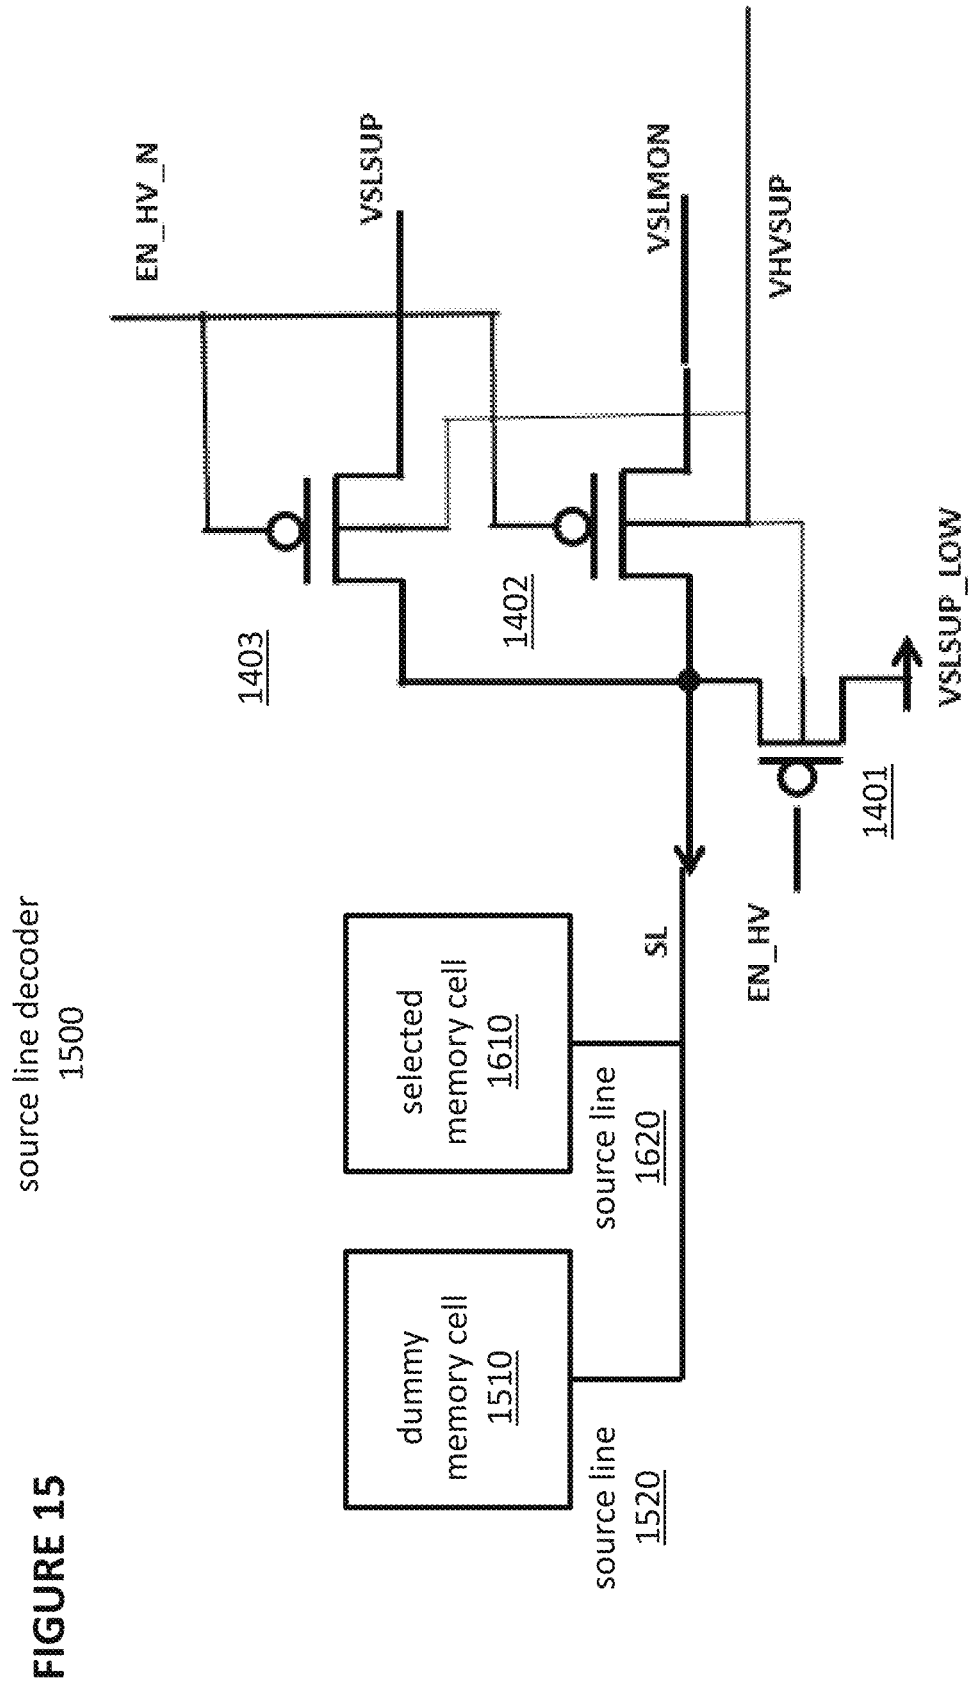 FIGURE 15
source line decoder
1500
EN_HV_N
VSLSUP
1403
dummy
memory cell
1510
selected
memory cell
1610
1402
VSLMON
source line
1520
source line
1620
SL
VHVSUP
EN_HV
1401
VSLSUP_LOW